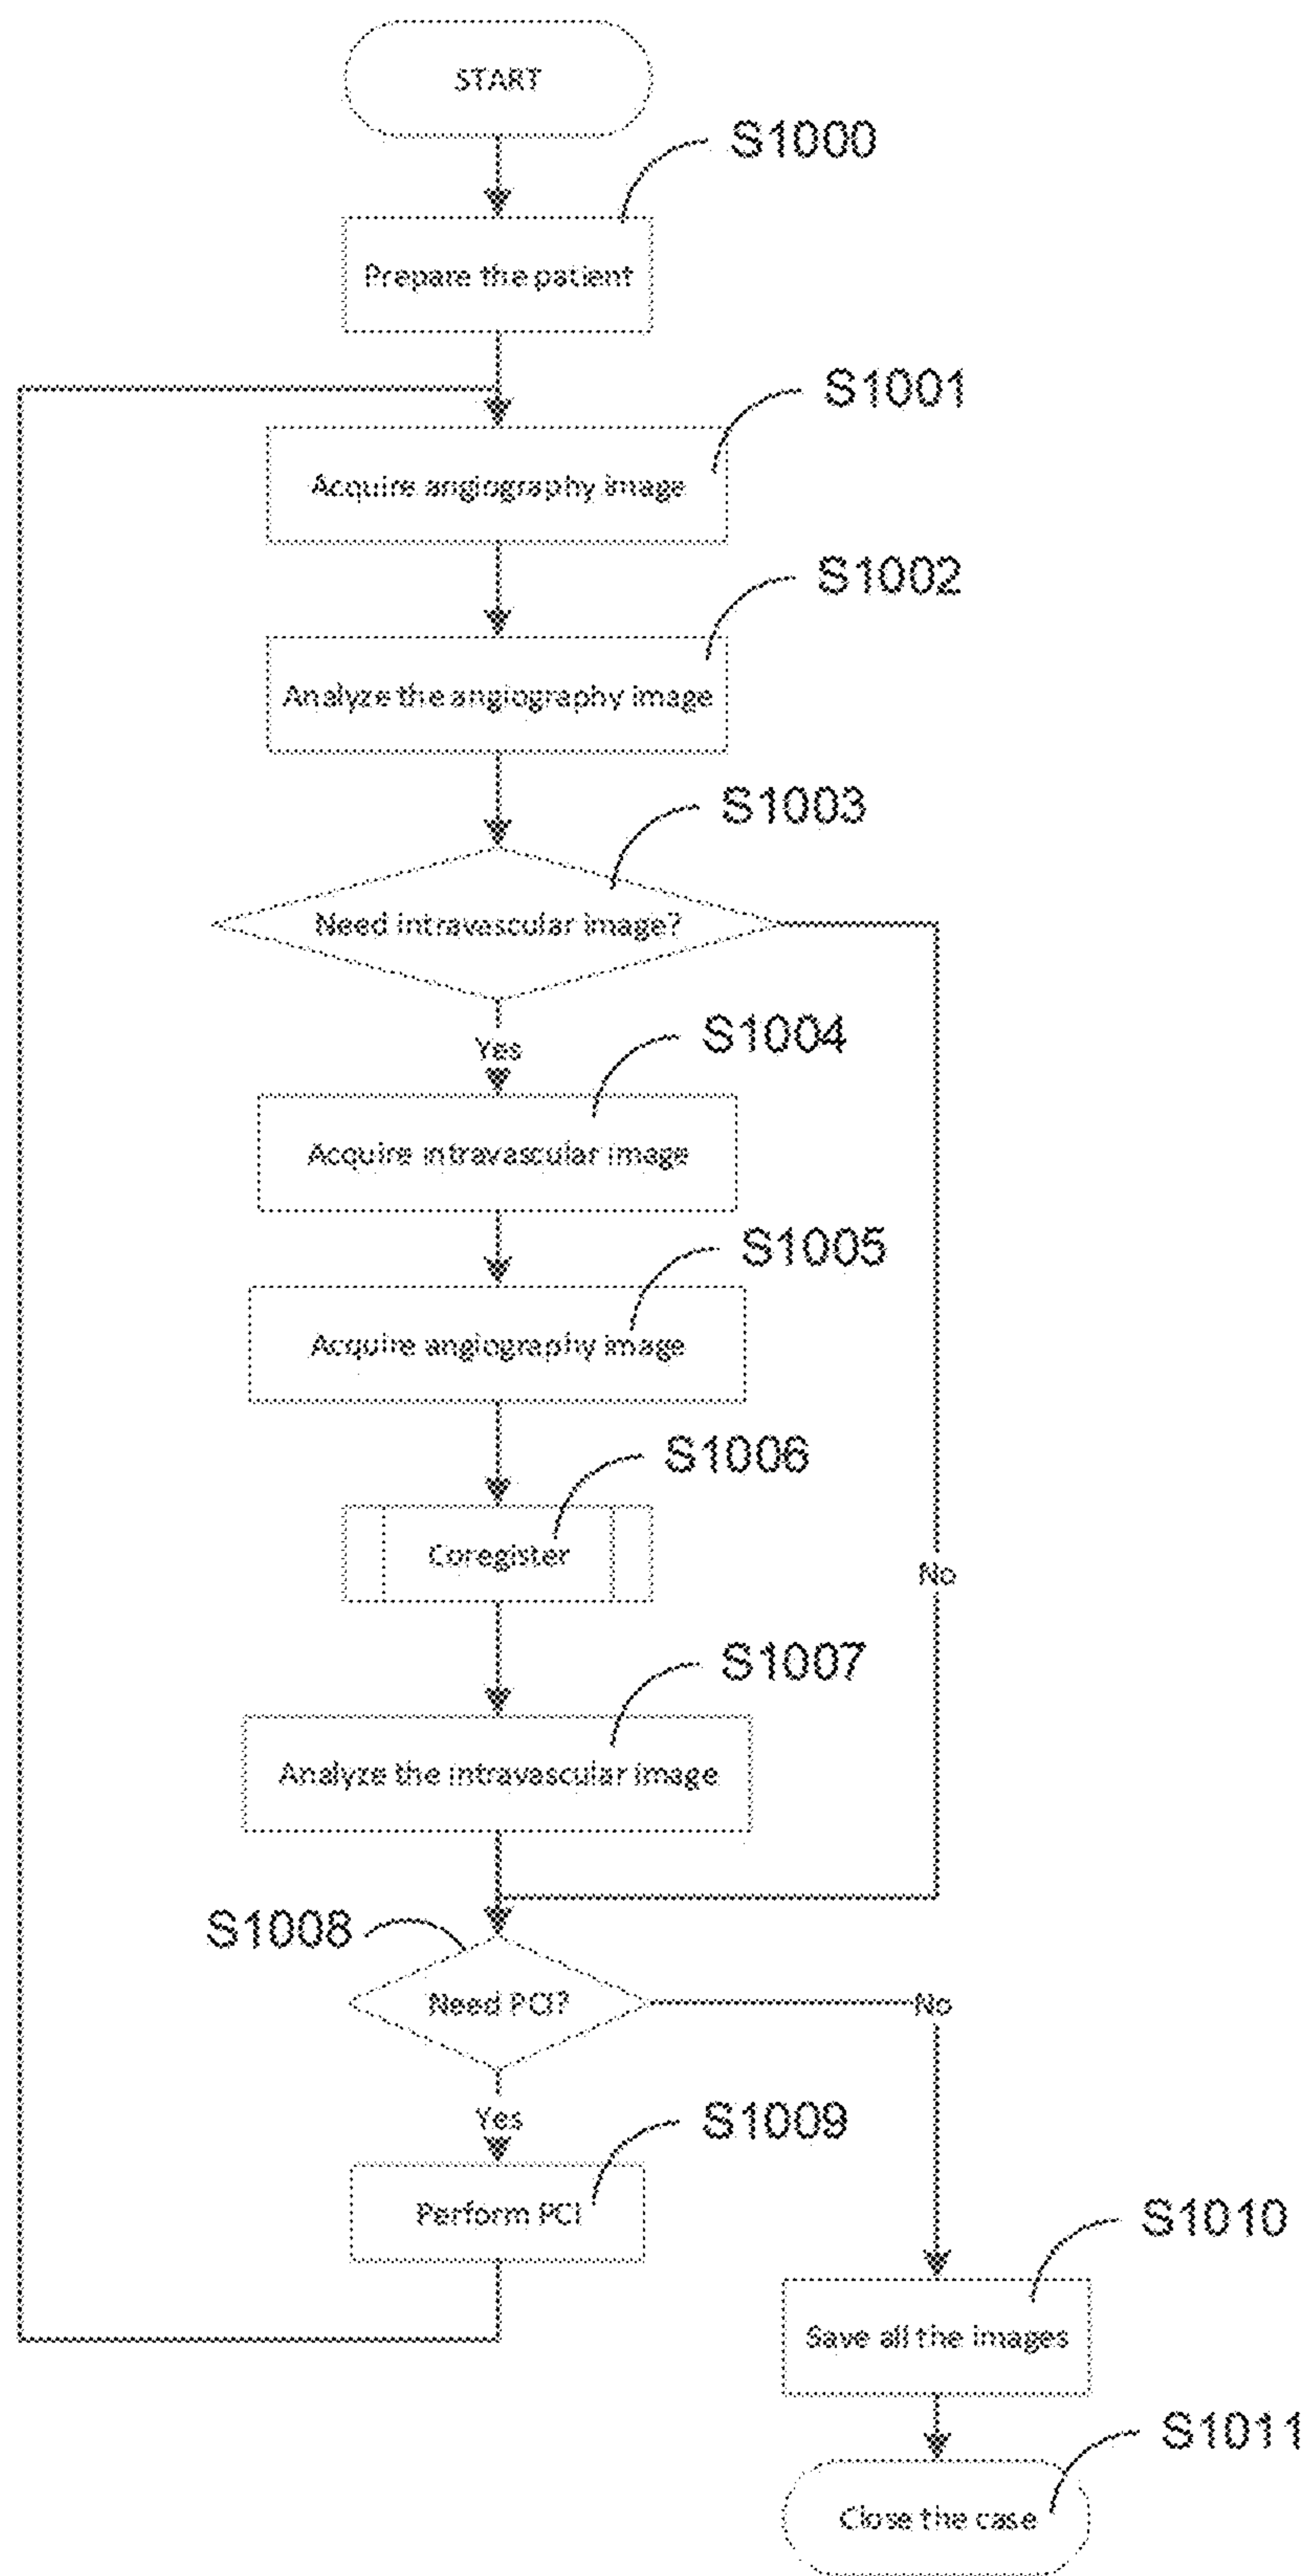 START
S1000
Prepare the patient
S1001
Acquire angiography image
S1002
Analyze the angiography image
S1003
Need intravascular image?
S1004
Yes
Acquire intravascular image
S1005
Acquire angiography image
S1006
Coregister
No
S1007
Analyze the intravascular image
S1008
Need PCI?
No
Yes
S1009
Perform PCI
S1010
Save all the images
S1011
Close the case